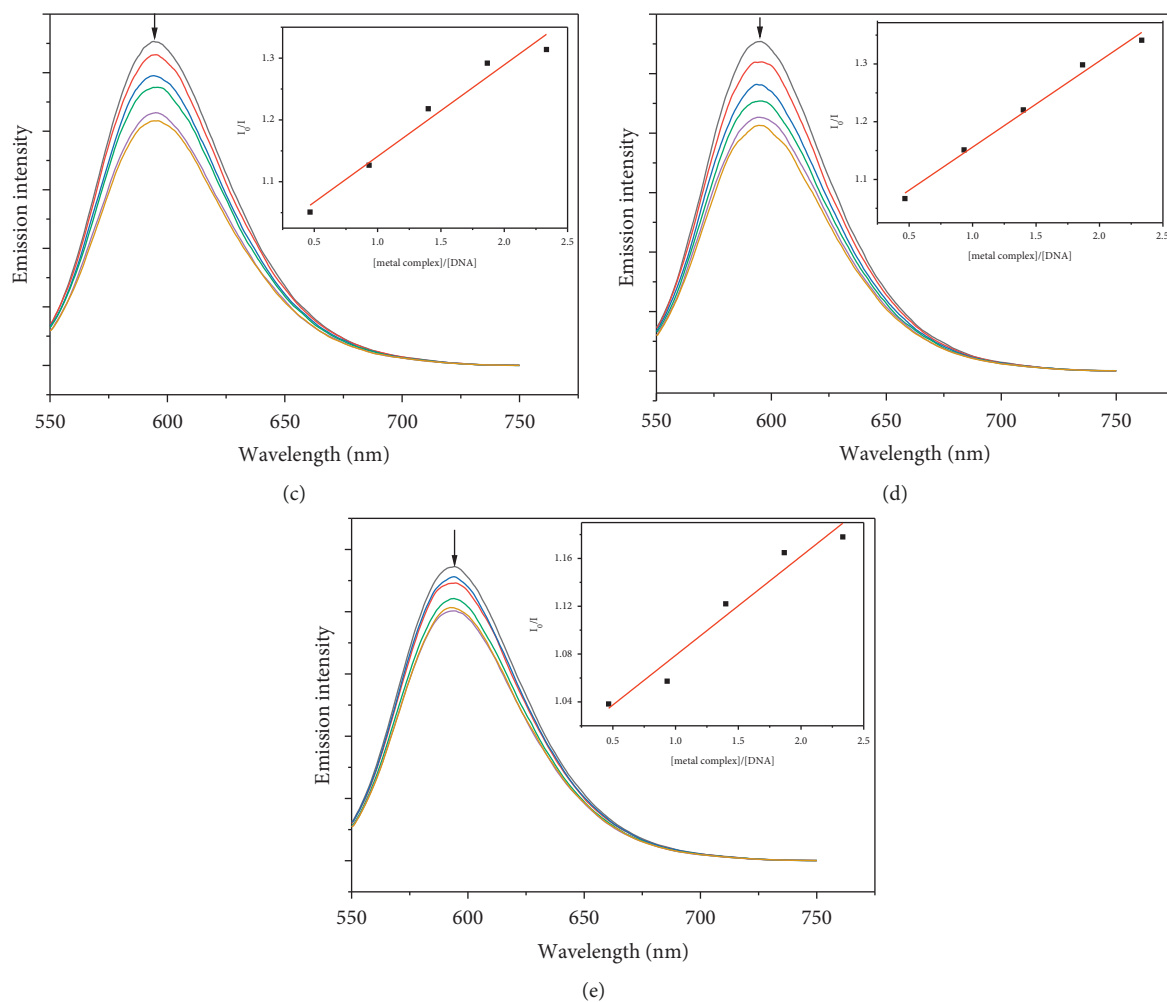 Emission intensity
I0/I
1.3
1.2
1.1
0.5 1.0 1.5 2.0 2.5
[metal complex]/[DNA]
550 600 650 700 750
Wavelength (nm)
(c)
Emission intensity
I0/I
1.3
1.2
1.1
0.5 1.0 1.5 2.0 2.5
[metal complex]/[DNA]
550 600 650 700 750
Wavelength (nm)
(d)
Emission intensity
I0/I
1.16
1.12
1.08
1.04
0.5 1.0 1.5 2.0 2.5
[metal complex]/[DNA]
550 600 650 700 750
Wavelength (nm)
(e)